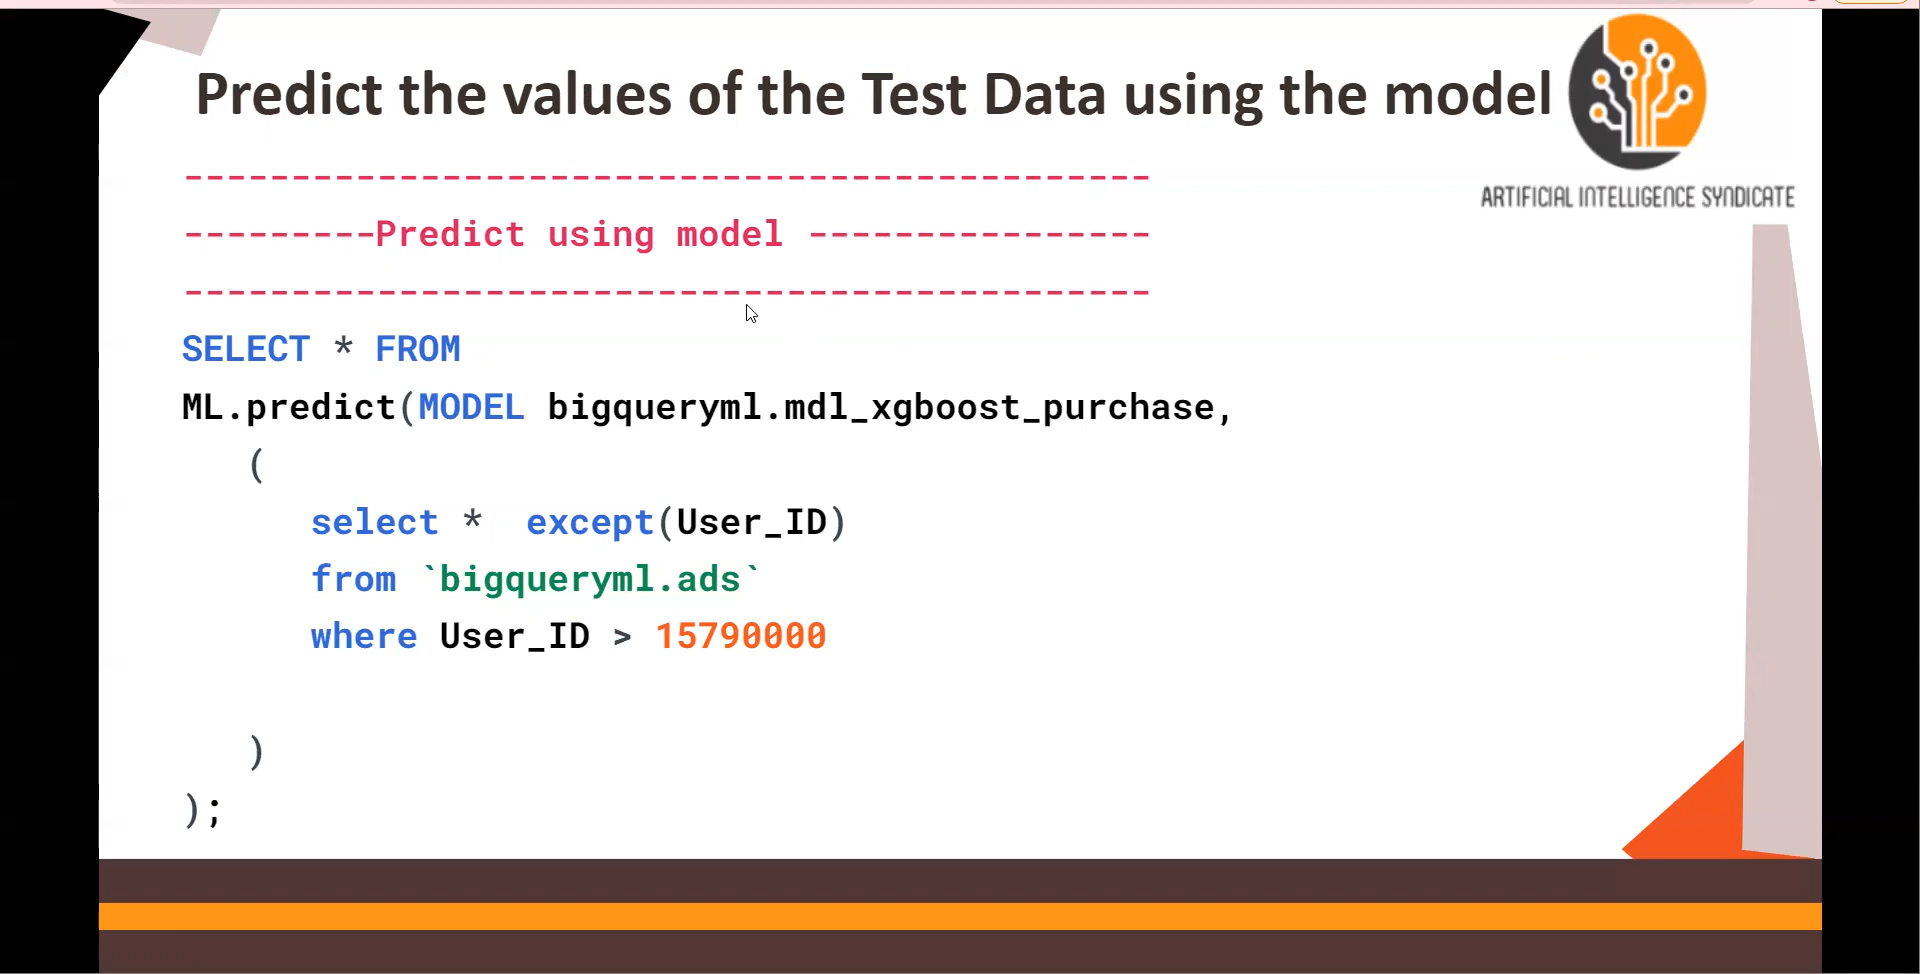 Predict the values of the Test Data using the model
ARTIFICIAL INTELLIGENCE SYNDICATE
---------------------------------------------
---------Predict using model ----------------
---------------------------------------------
SELECT * FROM
ML.predict(MODEL bigqueryml.mdl_xgboost_purchase,
(
select *  except(User_ID)
from `bigqueryml.ads`
where User_ID > 15790000
)
);